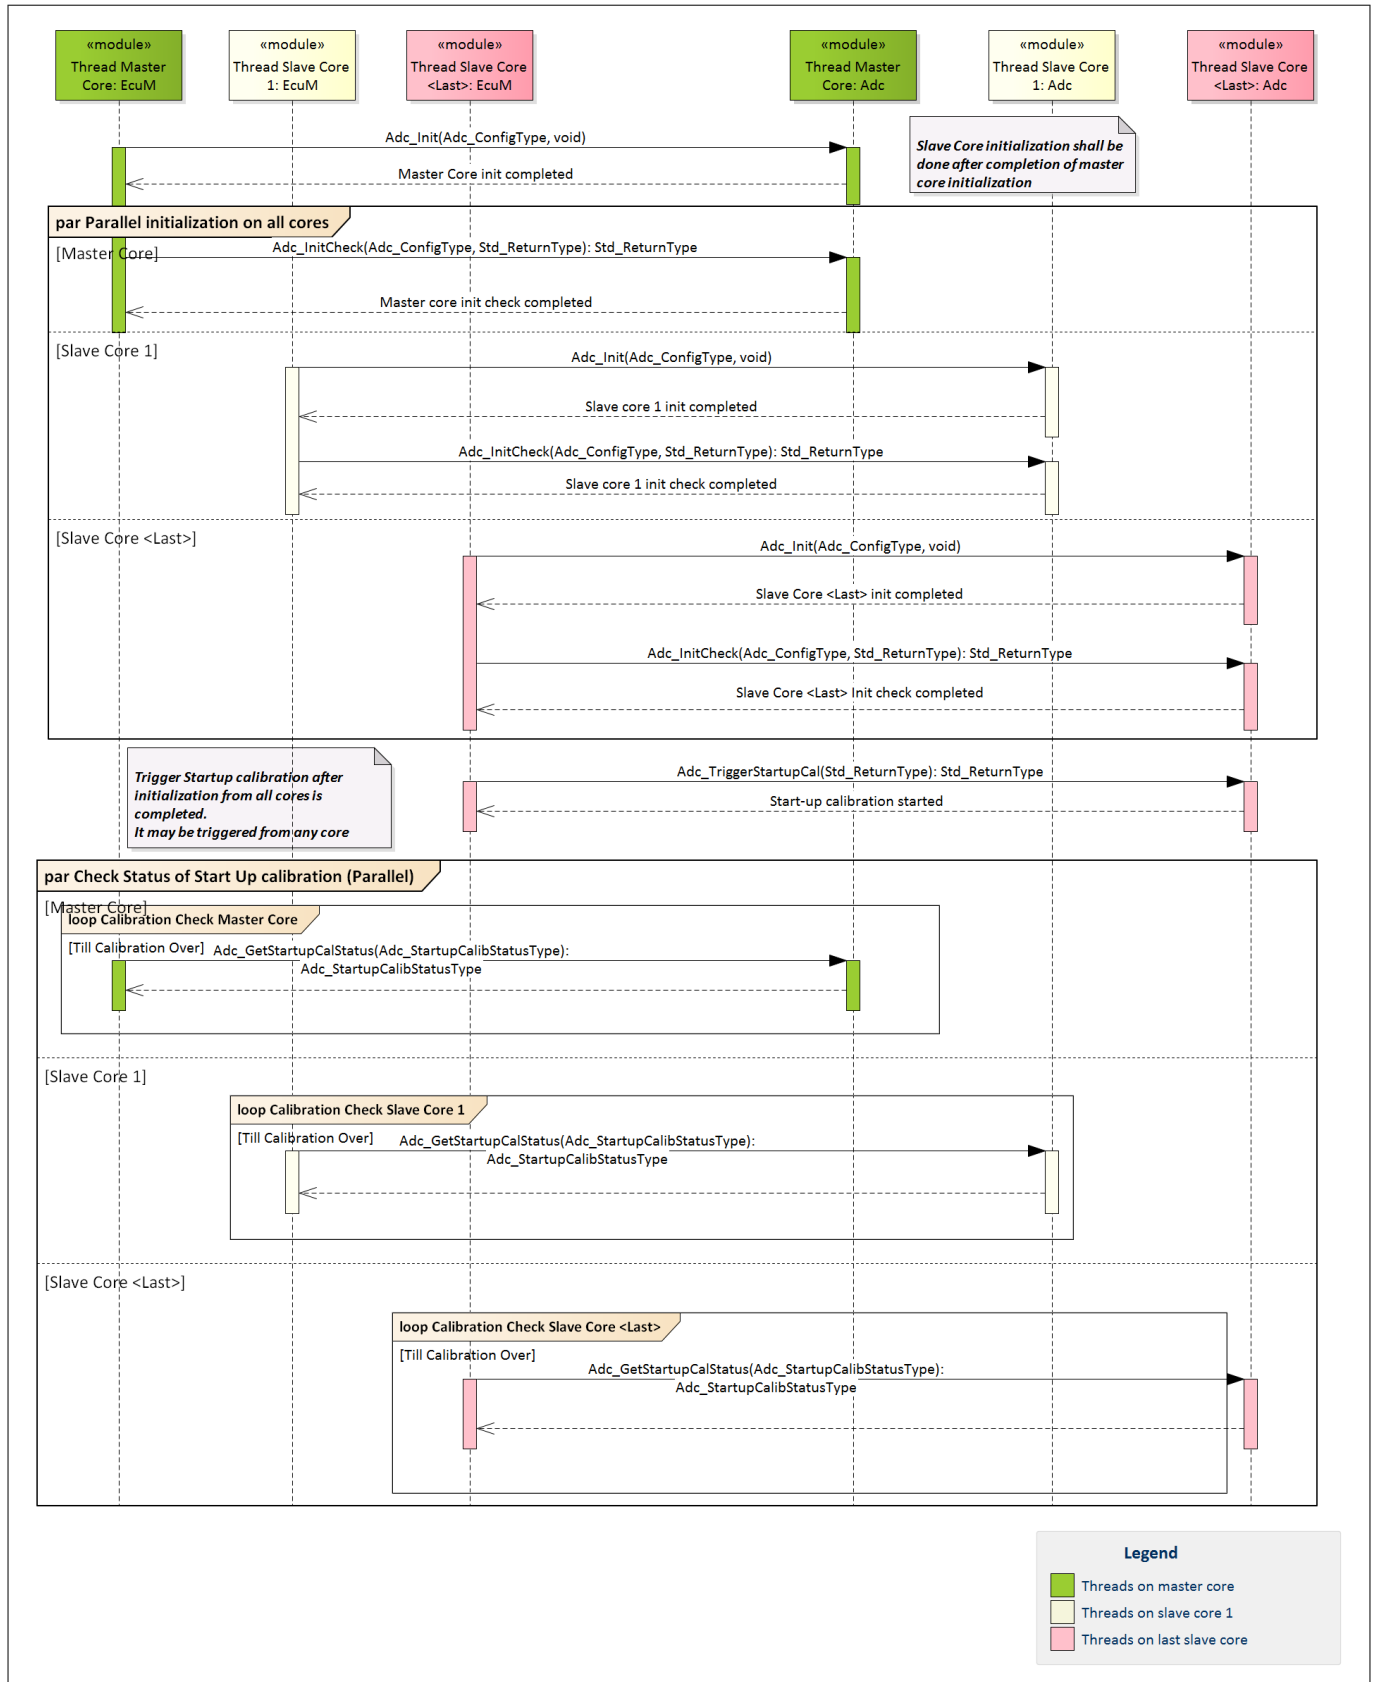 «module»
Thread Master
Core: EcuM
«module»
Thread Slave Core
1: EcuM
«module»
Thread Slave Core
<Last>: EcuM
«module»
Thread Master
Core: Adc
«module»
Thread Slave Core
1: Adc
«module»
Thread Slave Core
<Last>: Adc
Adc_Init(Adc_ConfigType, void)
Slave Core initialization shall be
done after completion of master
core initialization
Master Core init completed
par Parallel initialization on all cores
[Master Core]
Adc_InitCheck(Adc_ConfigType, Std_ReturnType): Std_ReturnType
Master core init check completed
[Slave Core 1]
Adc_Init(Adc_ConfigType, void)
Slave core 1 init completed
Adc_InitCheck(Adc_ConfigType, Std_ReturnType): Std_ReturnType
Slave core 1 init check completed
[Slave Core <Last>]
Adc_Init(Adc_ConfigType, void)
Slave Core <Last> init completed
Adc_InitCheck(Adc_ConfigType, Std_ReturnType): Std_ReturnType
Slave Core <Last> Init check completed
Trigger Startup calibration after
initialization from all cores is
completed.
It may be triggered from any core
Adc_TriggerStartupCal(Std_ReturnType): Std_ReturnType
Start-up calibration started
par Check Status of Start Up calibration (Parallel)
[Master Core]
loop Calibration Check Master Core
[Till Calibration Over]
Adc_GetStartupCalStatus(Adc_StartupCalibStatusType):
Adc_StartupCalibStatusType
[Slave Core 1]
loop Calibration Check Slave Core 1
[Till Calibration Over]
Adc_GetStartupCalStatus(Adc_StartupCalibStatusType):
Adc_StartupCalibStatusType
[Slave Core <Last>]
loop Calibration Check Slave Core <Last>
[Till Calibration Over]
Adc_GetStartupCalStatus(Adc_StartupCalibStatusType):
Adc_StartupCalibStatusType
Legend
Threads on master core
Threads on slave core 1
Threads on last slave core